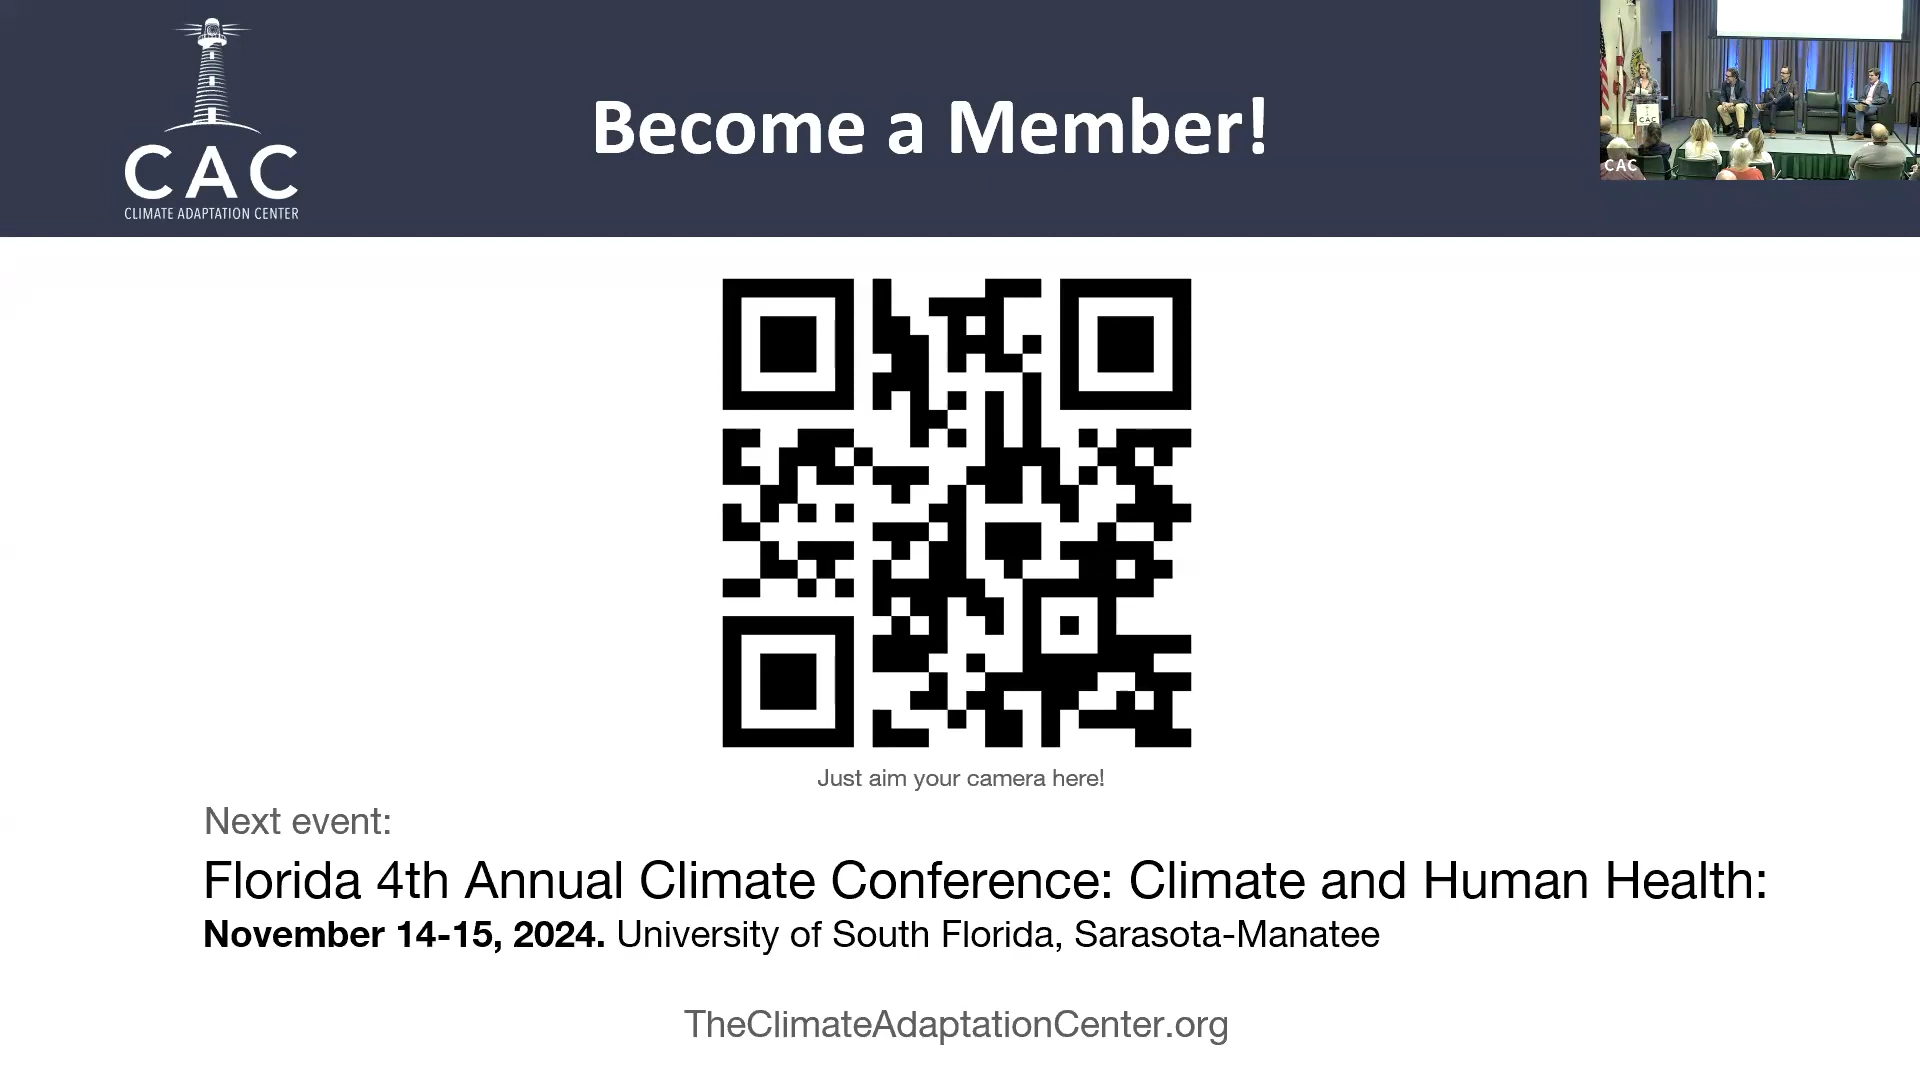 CAC
CLIMATE ADAPTATION CENTER
Become a Member!
CAC
CAC
Just aim your camera here!
Next event:
Florida 4th Annual Climate Conference: Climate and Human Health:
November 14-15, 2024. University of South Florida, Sarasota-Manatee
TheClimateAdaptationCenter.org